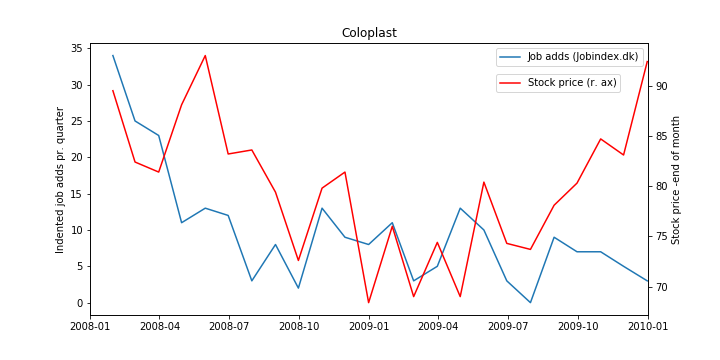 Coloplast
Job adds (Jobindex.dk)
Stock price (r. ax)
Indented job adds pr. quarter
35
30
25
20
15
10
5
0
90
85
80
75
70
Stock price -end of month
2008-01 2008-04 2008-07 2008-10 2009-01 2009-04 2009-07 2009-10 2010-01